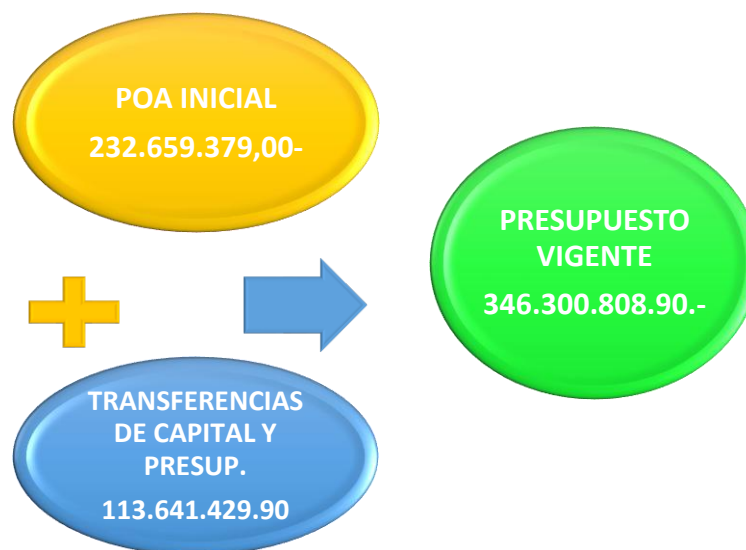 POA INICIAL
232.659.379,00-
TRANSFERENCIAS
DE CAPITAL Y
PRESUP.
113.641.429.90
PRESUPUESTO
VIGENTE
346.300.808.90.-